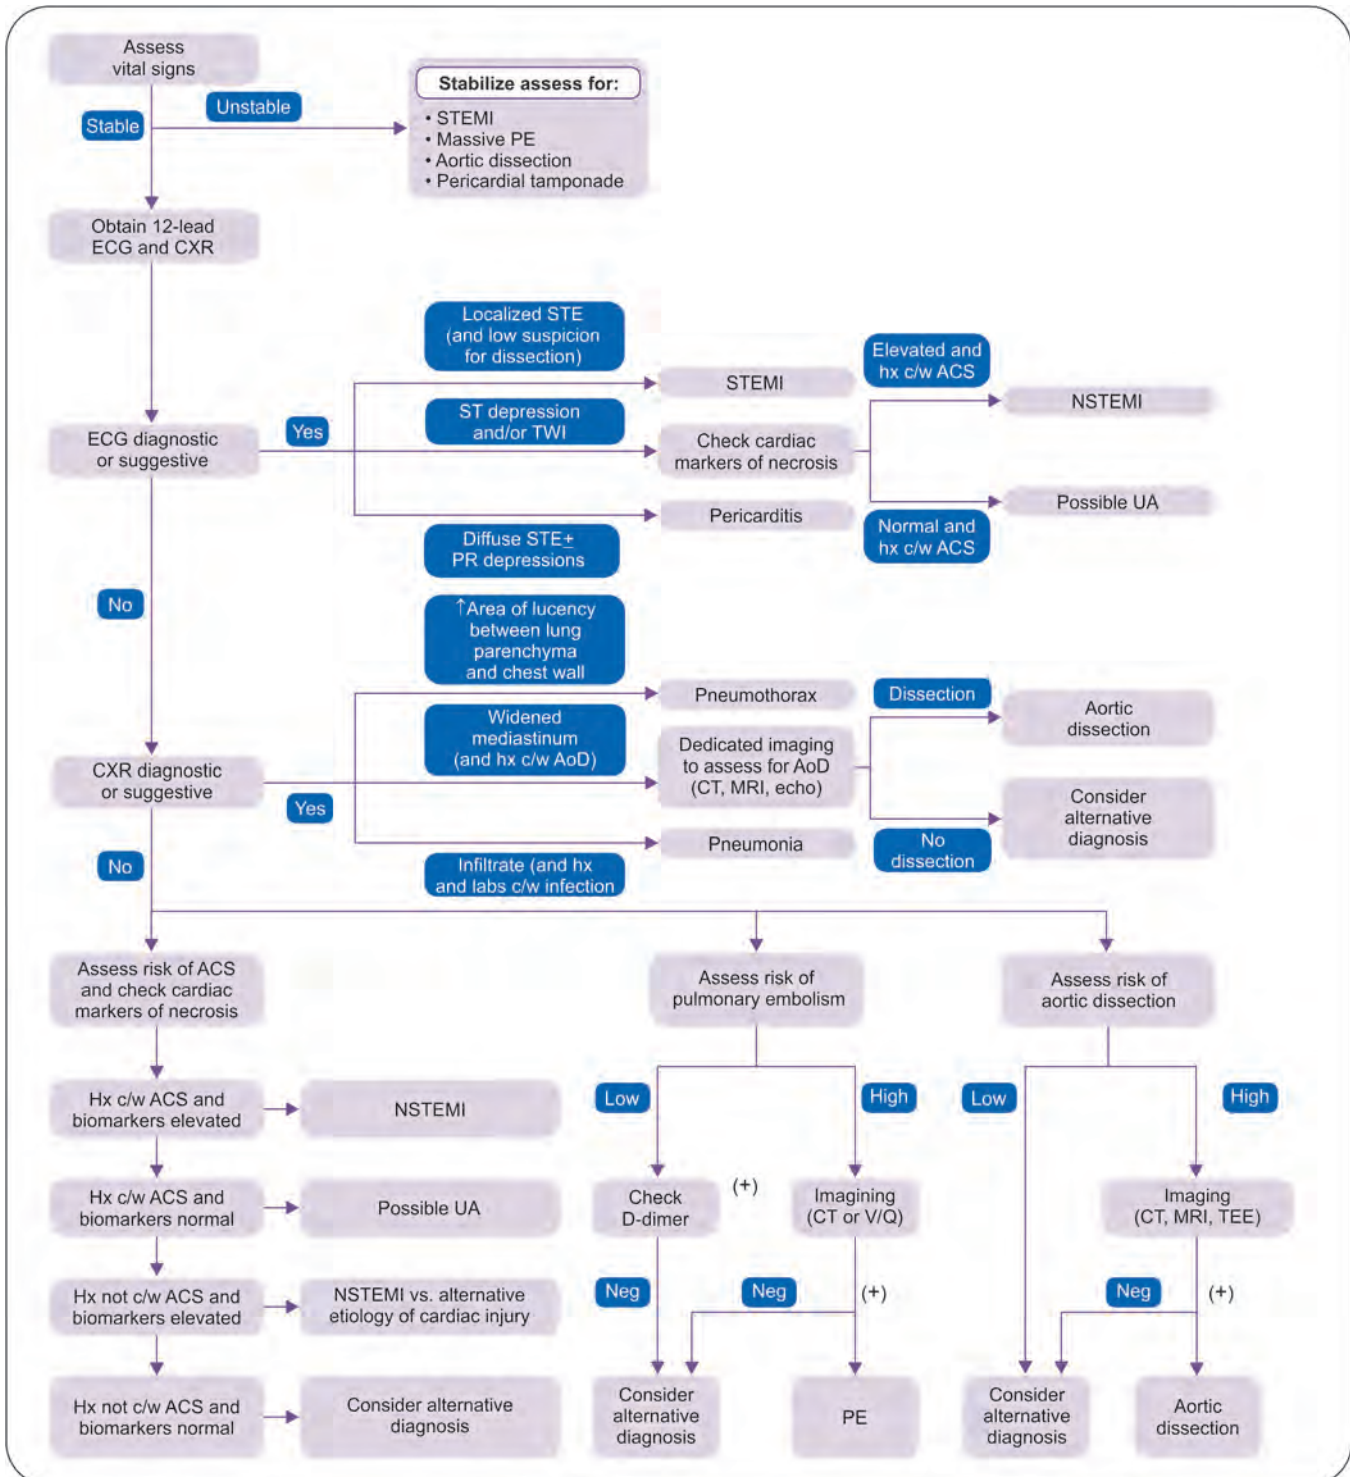 Assess
vital signs
Unstable
Stable
Stabilize assess for:
• STEMI
• Massive PE
• Aortic dissection
• Pericardial tamponade
Obtain 12-lead
ECG and CXR
Localized STE
(and low suspicion
for dissection)
STEMI
Elevated and
hx c/w ACS
NSTEMI
ECG diagnostic
or suggestive
Yes
ST depression
and/or TWI
Check cardiac
markers of necrosis
Possible UA
Normal and
hx c/w ACS
Pericarditis
Diffuse STE±
PR depressions
No
↑Area of lucency
between lung
parenchyma
and chest wall
Pneumothorax
Dissection
Aortic
dissection
Widened
mediastinum
(and hx c/w AoD)
Dedicated imaging
to assess for AoD
(CT, MRI, echo)
CXR diagnostic
or suggestive
Yes
Consider
alternative
diagnosis
No
dissection
Pneumonia
Infiltrate (and hx
and labs c/w infection
No
Assess risk of ACS
and check cardiac
markers of necrosis
Assess risk of
pulmonary embolism
Assess risk of
aortic dissection
Hx c/w ACS and
biomarkers elevated
NSTEMI
Low
High
Low
High
Hx c/w ACS and
biomarkers normal
Possible UA
Check
D-dimer
(+)
Imagining
(CT or V/Q)
Imaging
(CT, MRI, TEE)
Hx not c/w ACS and
biomarkers elevated
NSTEMI vs. alternative
etiology of cardiac injury
Neg
Neg
(+)
Neg
(+)
Hx not c/w ACS and
biomarkers normal
Consider alternative
diagnosis
Consider
alternative
diagnosis
PE
Consider
alternative
diagnosis
Aortic
dissection